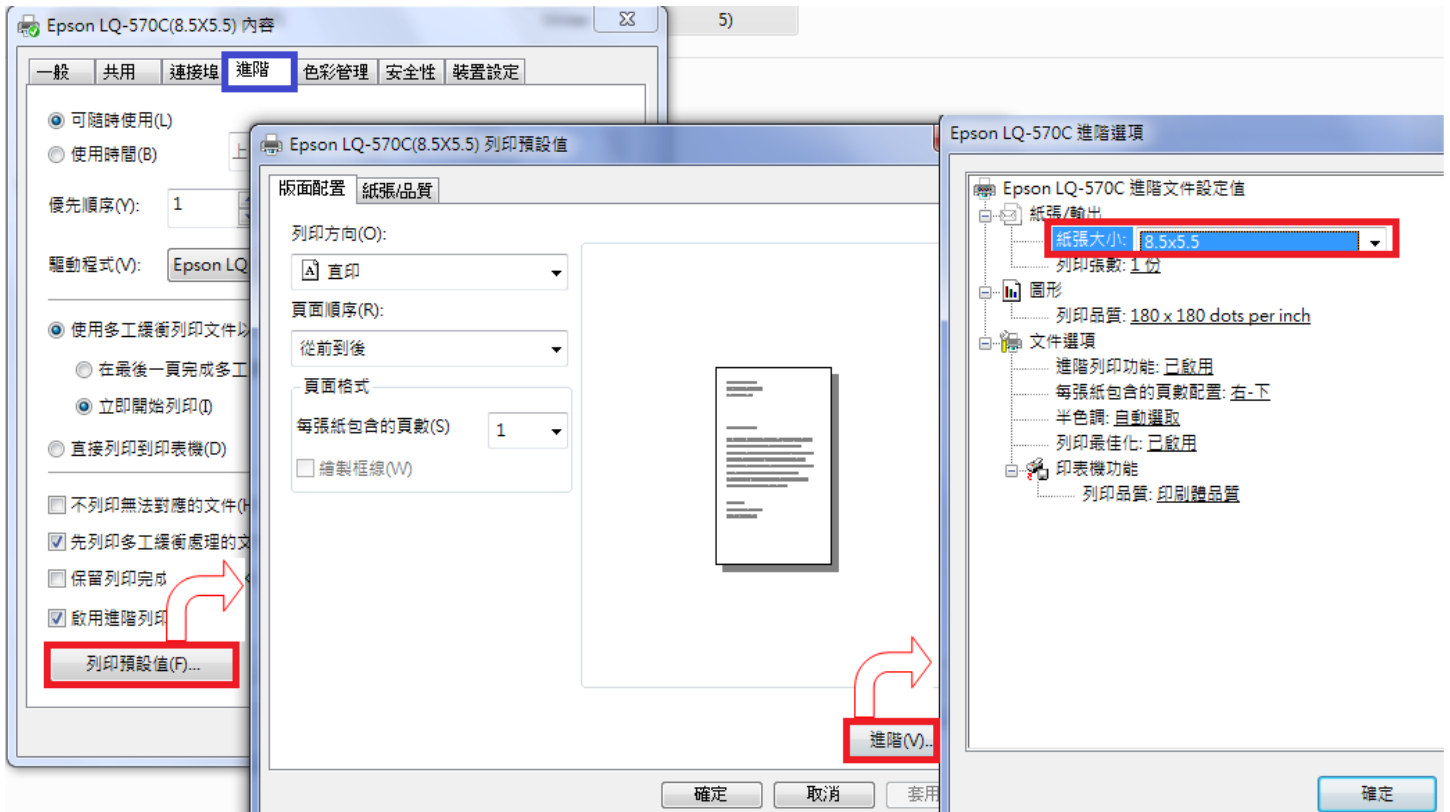 Epson LQ-570C(8.5X5.5) 內容
5)
一般 共用 連接埠 進階 色彩管理 安全性 裝置設定
可隨時使用(L)
使用時間(B) 上
優先順序(Y): 1
驅動程式(V): Epson LQ
使用多工緩衝列印文件以
在最後一頁完成多工
立即開始列印(I)
直接列印到印表機(D)
不列印無法對應的文件(H
先列印多工緩衝處理的文
保留列印完成
啟用進階列印
列印預設值(F)...
Epson LQ-570C(8.5X5.5) 列印預設值
版面配置 紙張/品質
列印方向(O):
A 直印
頁面順序(R):
從前到後
頁面格式
每張紙包含的頁數(S) 1
繪製框線(W)
進階(V)..
確定 取消 套用
Epson LQ-570C 進階選項
Epson LQ-570C 進階文件設定值
紙張/輸出
紙張大小: 8.5x5.5
列印張數: 1 份
圖形
列印品質: 180 x 180 dots per inch
文件選項
進階列印功能: 已啟用
每張紙包含的頁數配置: 右-下
半色調: 自動選取
列印最佳化: 已啟用
印表機功能
列印品質: 印刷體品質
確定